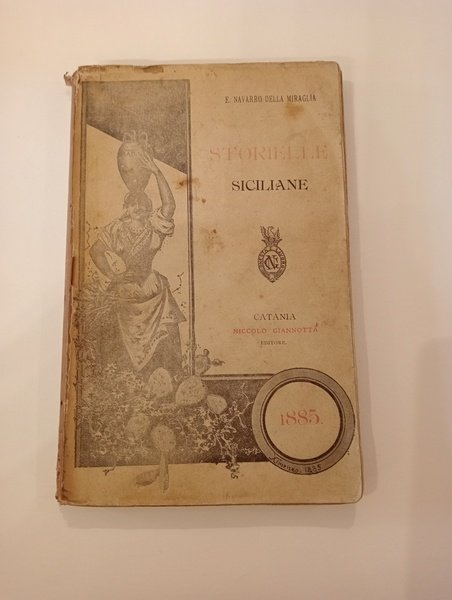 E. NAVARRO DELLA MIRAGLIA
STORIELLE
SICILIANE
CATANIA
NICCOLÒ GIANNOTTA
EDITORE.
1885.